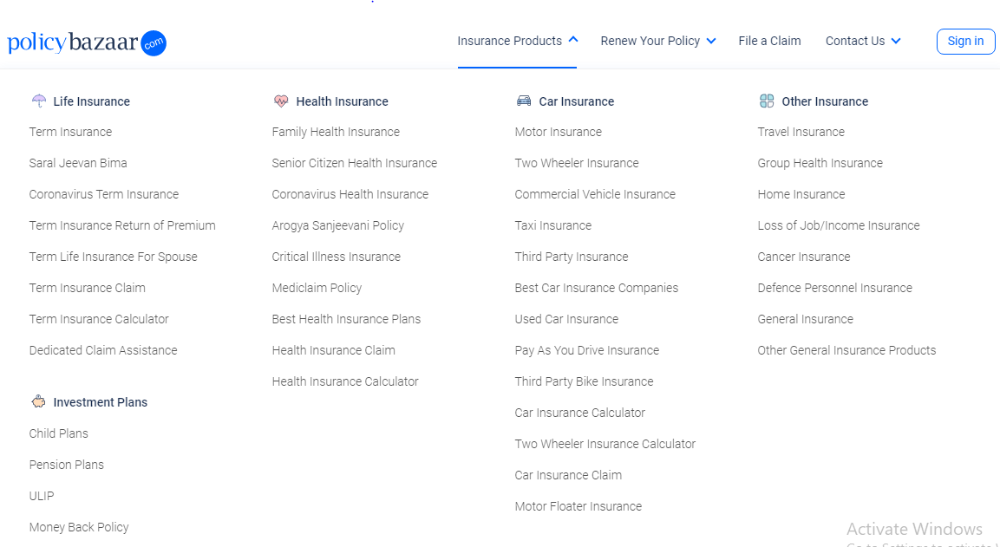 policybazaar com
Insurance Products
Renew Your Policy
File a Claim
Contact Us
Sign in
Life Insurance
Term Insurance
Saral Jeevan Bima
Coronavirus Term Insurance
Term Insurance Return of Premium
Term Life Insurance For Spouse
Term Insurance Claim
Term Insurance Calculator
Dedicated Claim Assistance
Investment Plans
Child Plans
Pension Plans
ULIP
Money Back Policy
Health Insurance
Family Health Insurance
Senior Citizen Health Insurance
Coronavirus Health Insurance
Arogya Sanjeevani Policy
Critical Illness Insurance
Mediclaim Policy
Best Health Insurance Plans
Health Insurance Claim
Health Insurance Calculator
Car Insurance
Motor Insurance
Two Wheeler Insurance
Commercial Vehicle Insurance
Taxi Insurance
Third Party Insurance
Best Car Insurance Companies
Used Car Insurance
Pay As You Drive Insurance
Third Party Bike Insurance
Car Insurance Calculator
Two Wheeler Insurance Calculator
Car Insurance Claim
Motor Floater Insurance
Other Insurance
Travel Insurance
Group Health Insurance
Home Insurance
Loss of Job/Income Insurance
Cancer Insurance
Defence Personnel Insurance
General Insurance
Other General Insurance Products
Activate Windows